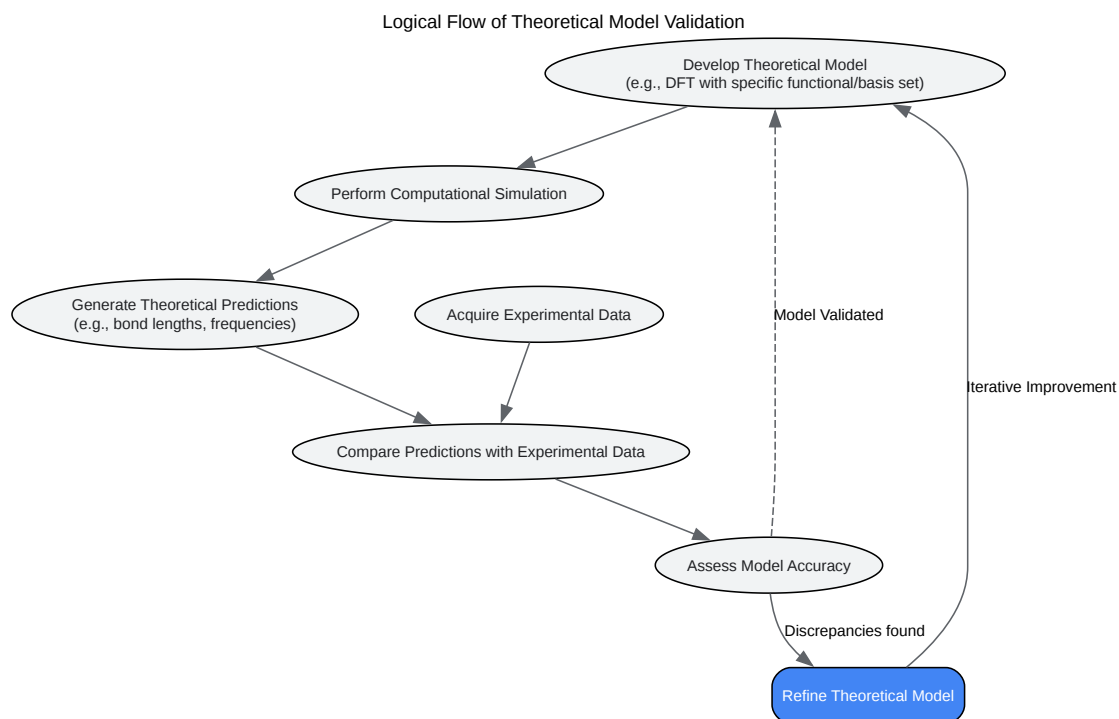 Logical Flow of Theoretical Model Validation
Develop Theoretical Model
(e.g., DFT with specific functional/basis set)
Perform Computational Simulation
Generate Theoretical Predictions
(e.g., bond lengths, frequencies)
Acquire Experimental Data
Model Validated
Iterative Improvement
Compare Predictions with Experimental Data
Assess Model Accuracy
Discrepancies found
Refine Theoretical Model